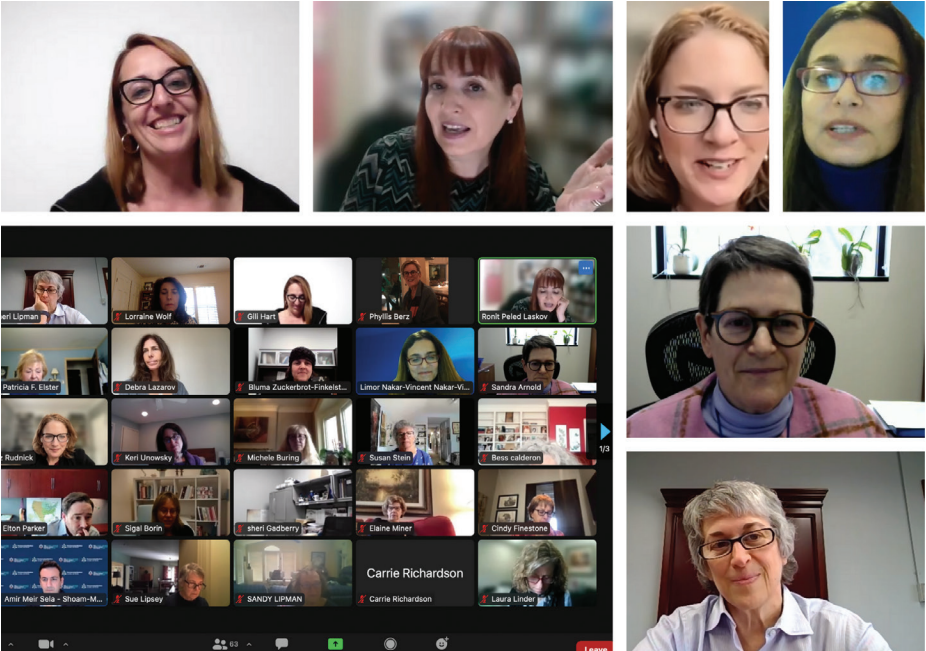 eri Lipman
Lorraine Wolf
Gili Hart
Phyllis Berz
Ronit Peled Laskov
Patricia F. Elster
Debra Lazarov
Bluma Zuckerbrot-Finkelst...
Limor Nakar-Vincent Nakar-Vi...
Sandra Arnold
z Rudnick
Keri Unowsky
Michele Buring
Susan Stein
Bess calderon
1/3
Elton Parker
Sigal Borin
sheri Gadberry
Elaine Miner
Cindy Finestone
Amir Meir Sela - Shoam-M...
Sue Lipsey
SANDY LIPMAN
Carrie Richardson
Carrie Richardson
Laura Linder
63
Leave